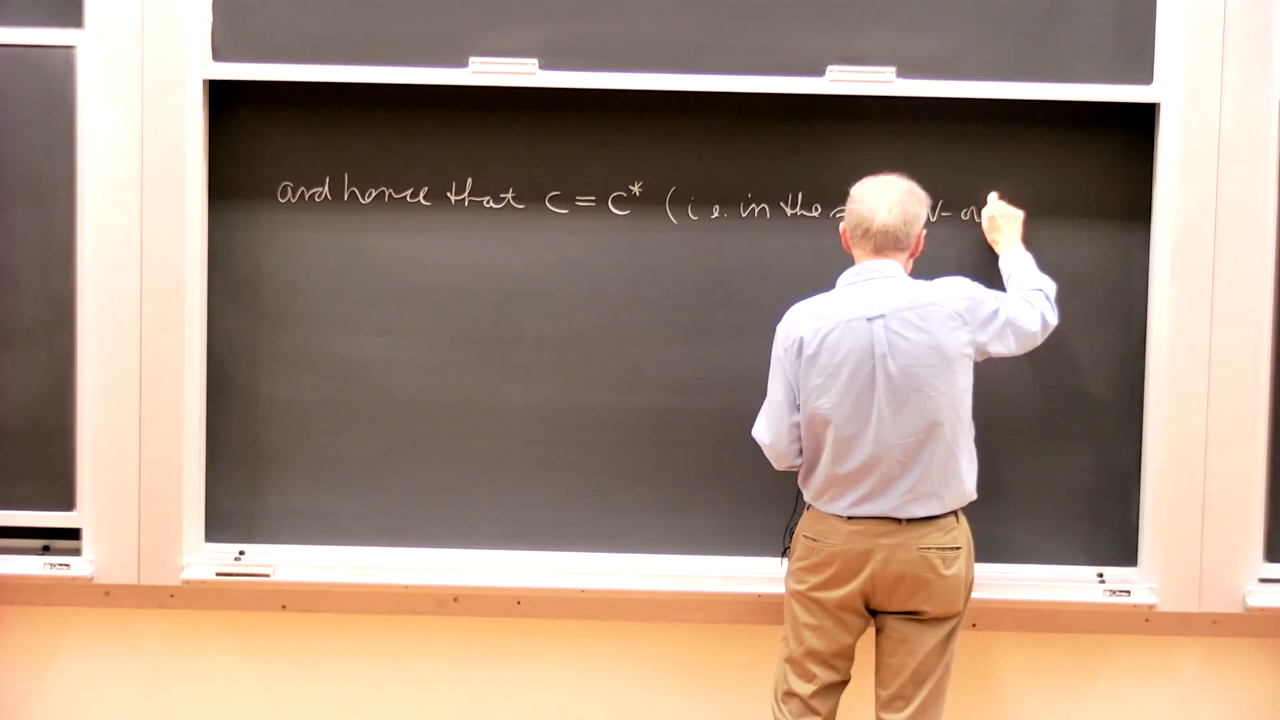 and hence that c = c* (i.e. in the